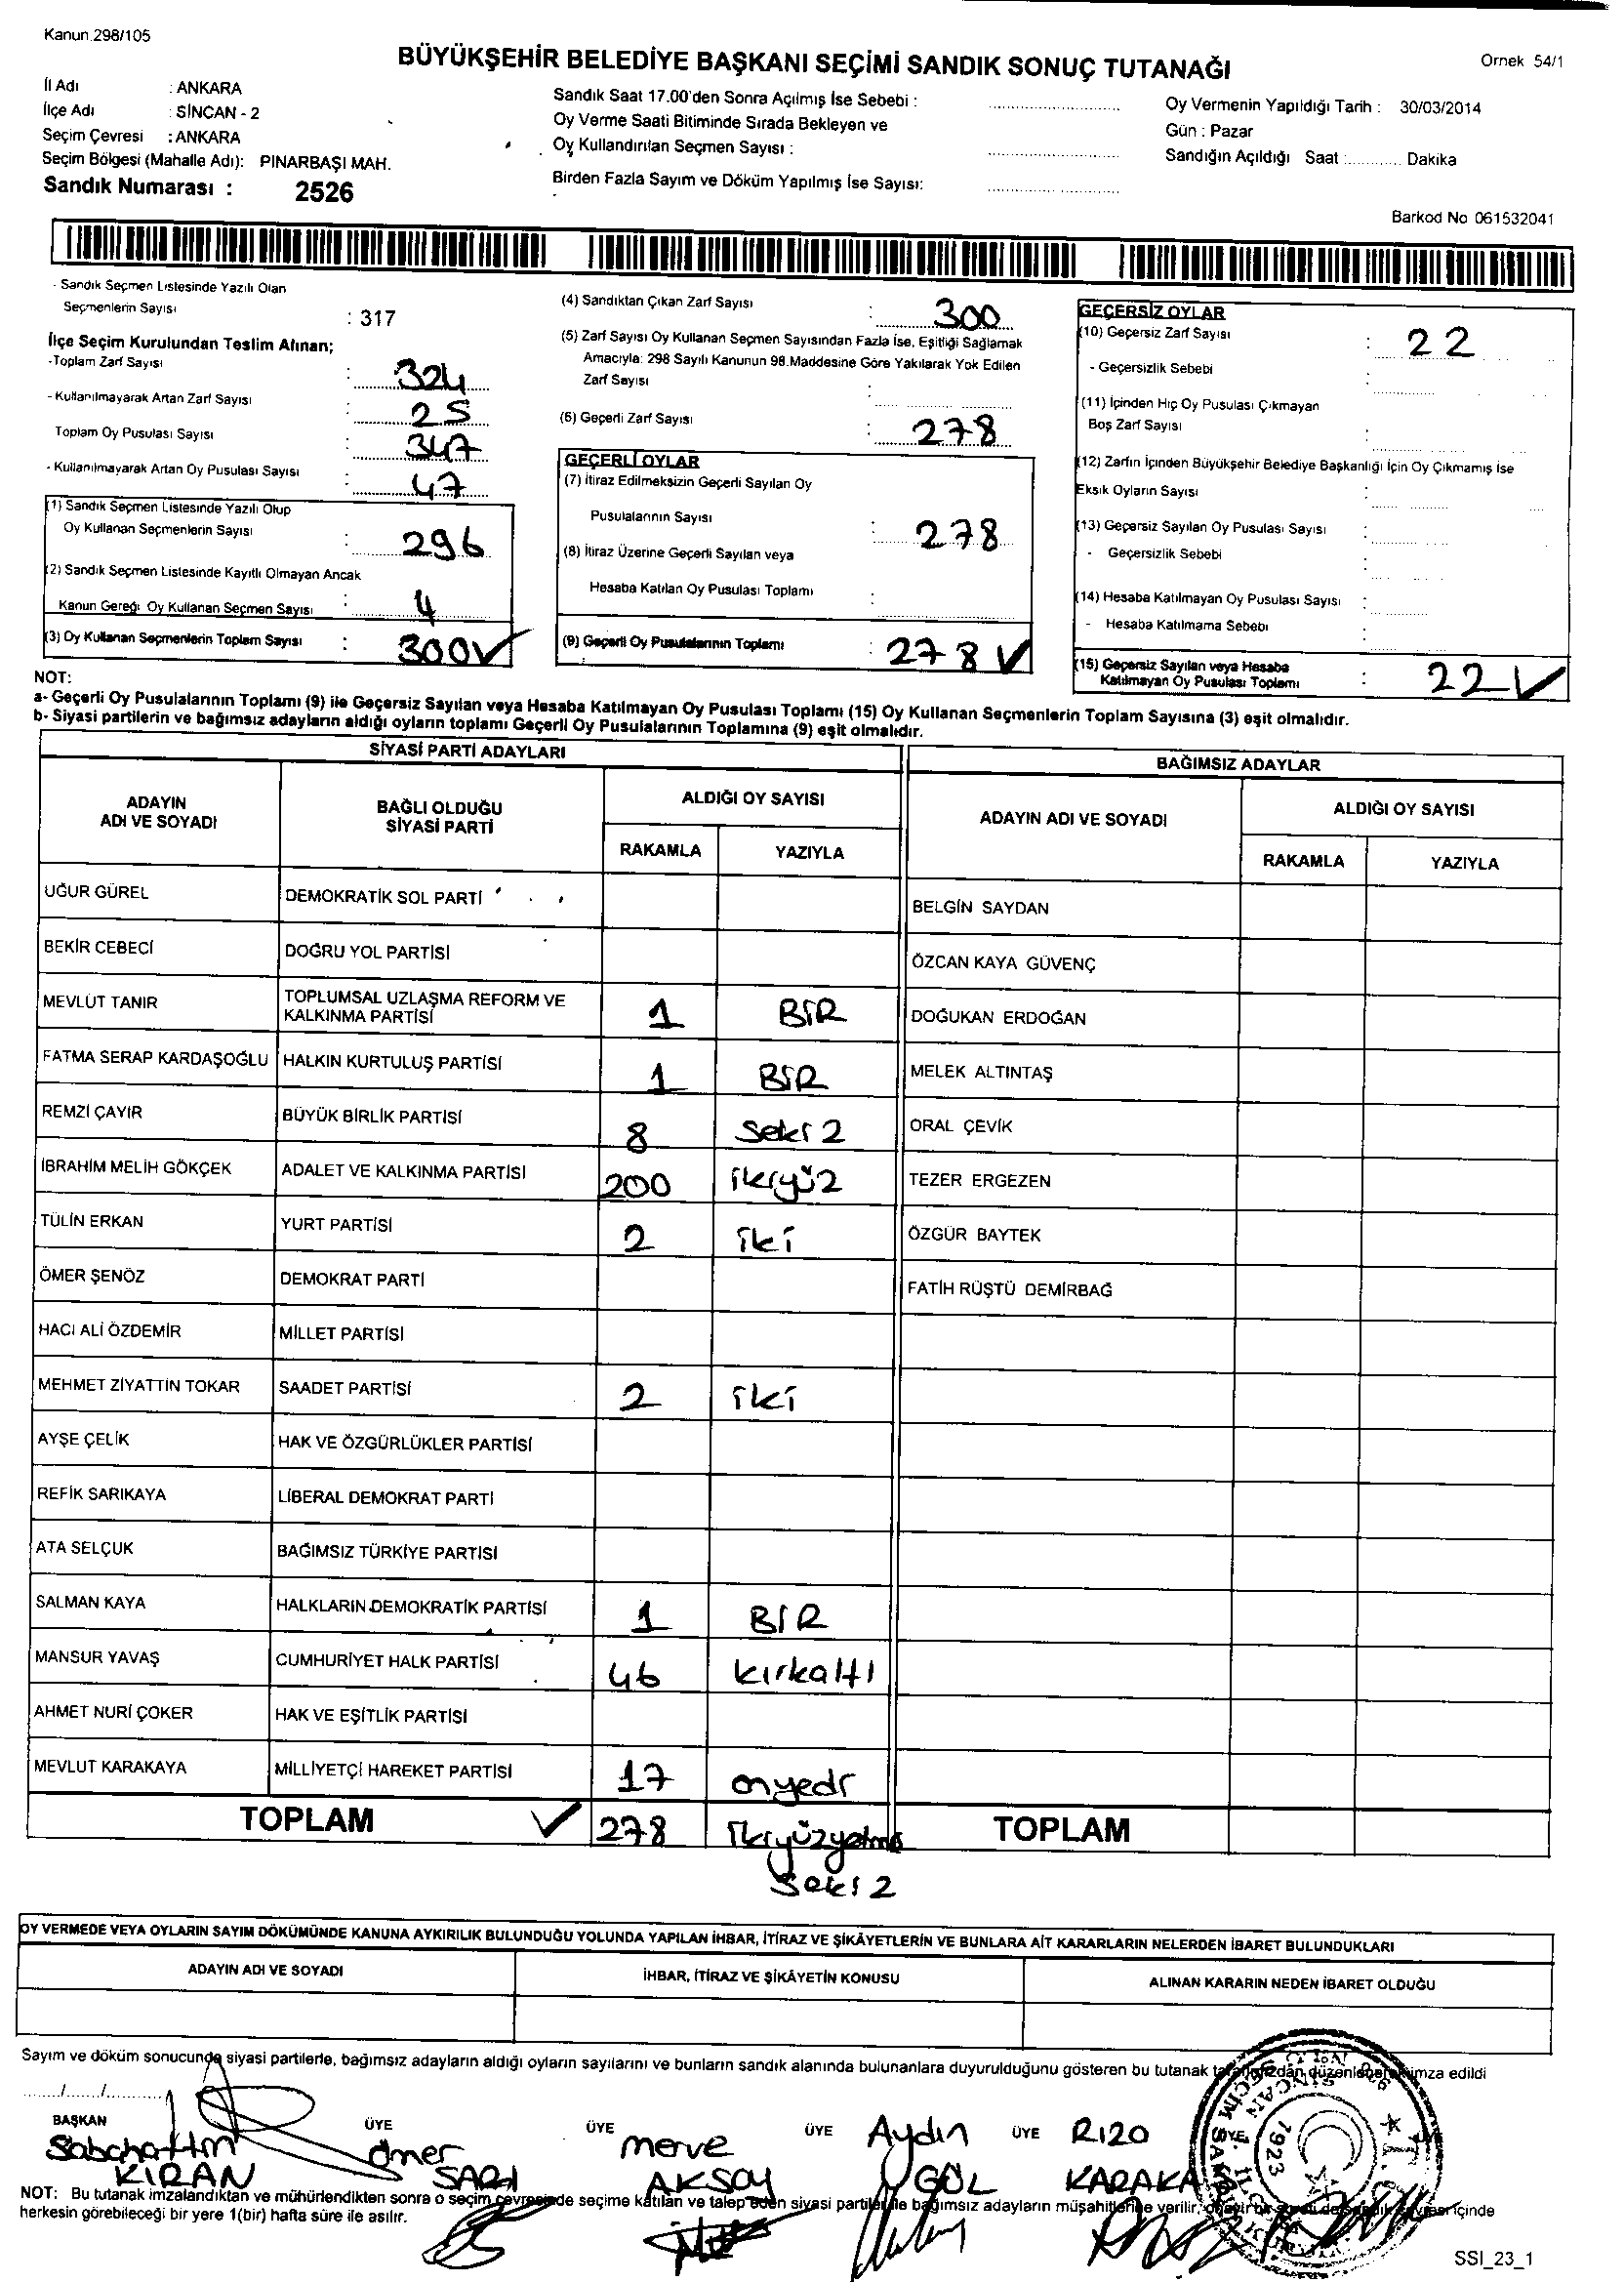 Kanun.298/105
BÜYÜKŞEHİR BELEDİYE BAŞKANI SEÇİMİ SANDIK SONUÇ TUTANAĞI
Ornek 54/1
İl Adı : ANKARA
İlçe Adı : SİNCAN - 2
Seçim Çevresi : ANKARA
Seçim Bölgesi (Mahalle Adı): PINARBAŞI MAH.
Sandık Numarası : 2526
Sandık Saat 17.00'den Sonra Açılmış İse Sebebi :
Oy Verme Saati Bitiminde Sırada Bekleyen ve
Oy Kullandırılan Seçmen Sayısı :
Birden Fazla Sayım ve Döküm Yapılmış İse Sayısı:
Oy Vermenin Yapıldığı Tarih : 30/03/2014
Gün : Pazar
Sandığın Açıldığı Saat :............ Dakika
Barkod No 061532041
- Sandık Seçmen Listesinde Yazılı Olan
Seçmenlerin Sayısı : 317
İlçe Seçim Kurulundan Teslim Alınan;
-Toplam Zarf Sayısı : 324
- Kullanılmayarak Artan Zarf Sayısı : 25
Toplam Oy Pusulası Sayısı : 347
- Kullanılmayarak Artan Oy Pusulası Sayısı : 47
(1) Sandık Seçmen Listesinde Yazılı Olup
Oy Kullanan Seçmenlerin Sayısı : 296
(2) Sandık Seçmen Listesinde Kayıtlı Olmayan Ancak
Kanun Gereği Oy Kullanan Seçmen Sayısı : 4
(3) Oy Kullanan Seçmenlerin Toplam Sayısı : 300 ✓
(4) Sandıktan Çıkan Zarf Sayısı : 300
(5) Zarf Sayısı Oy Kullanan Seçmen Sayısından Fazla İse, Eşitliği Sağlamak
Amacıyla: 298 Sayılı Kanunun 98.Maddesine Göre Yakılarak Yok Edilen
Zarf Sayısı :
(6) Geçerli Zarf Sayısı : 278
GEÇERLİ OYLAR
(7) İtiraz Edilmeksizin Geçerli Sayılan Oy
Pusulalarının Sayısı : 278
(8) İtiraz Üzerine Geçerli Sayılan veya
Hesaba Katılan Oy Pusulası Toplamı :
(9) Geçerli Oy Pusulalarının Toplamı : 278 ✓
GEÇERSİZ OYLAR
(10) Geçersiz Zarf Sayısı : 22
- Geçersizlik Sebebi :
(11) İçinden Hiç Oy Pusulası Çıkmayan
Boş Zarf Sayısı :
(12) Zarfın İçinden Büyükşehir Belediye Başkanlığı İçin Oy Çıkmamış İse
Eksik Oyların Sayısı :
(13) Geçersiz Sayılan Oy Pusulası Sayısı :
- Geçersizlik Sebebi :
(14) Hesaba Katılmayan Oy Pusulası Sayısı :
- Hesaba Katılmama Sebebi :
(15) Geçersiz Sayılan veya Hesaba
Katılmayan Oy Pusulası Toplamı : 22 ✓
NOT:
a- Geçerli Oy Pusulalarının Toplamı (9) ile Geçersiz Sayılan veya Hesaba Katılmayan Oy Pusulası Toplamı (15) Oy Kullanan Seçmenlerin Toplam Sayısına (3) eşit olmalıdır.
b- Siyasi partilerin ve bağımsız adayların aldığı oyların toplamı Geçerli Oy Pusulalarının Toplamına (9) eşit olmalıdır.
SİYASİ PARTİ ADAYLARI
ADAYIN ADI VE SOYADI
BAĞLI OLDUĞU SİYASİ PARTİ
ALDIĞI OY SAYISI
RAKAMLA YAZIYLA
UĞUR GÜREL DEMOKRATİK SOL PARTİ
BEKİR CEBECİ DOĞRU YOL PARTİSİ
MEVLÜT TANIR TOPLUMSAL UZLAŞMA REFORM VE KALKINMA PARTİSİ 1 BİR
FATMA SERAP KARDAŞOĞLU HALKIN KURTULUŞ PARTİSİ 1 BİR
REMZİ ÇAYIR BÜYÜK BİRLİK PARTİSİ 8 Sekiz
İBRAHİM MELİH GÖKÇEK ADALET VE KALKINMA PARTİSİ 200 ikiyüz
TÜLİN ERKAN YURT PARTİSİ 2 iki
ÖMER ŞENÖZ DEMOKRAT PARTİ
HACI ALİ ÖZDEMİR MİLLET PARTİSİ
MEHMET ZİYATTİN TOKAR SAADET PARTİSİ 2 iki
AYŞE ÇELİK HAK VE ÖZGÜRLÜKLER PARTİSİ
REFİK SARIKAYA LİBERAL DEMOKRAT PARTİ
ATA SELÇUK BAĞIMSIZ TÜRKİYE PARTİSİ
SALMAN KAYA HALKLARIN DEMOKRATİK PARTİSİ 1 BİR
MANSUR YAVAŞ CUMHURİYET HALK PARTİSİ 46 kırkaltı
AHMET NURİ ÇOKER HAK VE EŞİTLİK PARTİSİ
MEVLUT KARAKAYA MİLLİYETÇİ HAREKET PARTİSİ 17 onyedi
TOPLAM ✓ 278 ikiyüzyetmiş
Sekiz
BAĞIMSIZ ADAYLAR
ADAYIN ADI VE SOYADI
ALDIĞI OY SAYISI
RAKAMLA YAZIYLA
BELGİN SAYDAN
ÖZCAN KAYA GÜVENÇ
DOĞUKAN ERDOĞAN
MELEK ALTINTAŞ
ORAL ÇEVİK
TEZER ERGEZEN
ÖZGÜR BAYTEK
FATİH RÜŞTÜ DEMİRBAĞ
TOPLAM
OY VERMEDE VEYA OYLARIN SAYIM DÖKÜMÜNDE KANUNA AYKIRILIK BULUNDUĞU YOLUNDA YAPILAN İHBAR, İTİRAZ VE ŞİKÂYETLERİN VE BUNLARA AİT KARARLARIN NELERDEN İBARET BULUNDUKLARI
ADAYIN ADI VE SOYADI
İHBAR, İTİRAZ VE ŞİKÂYETİN KONUSU
ALINAN KARARIN NEDEN İBARET OLDUĞU
Sayım ve döküm sonucunda siyasi partilerle, bağımsız adayların aldığı oyların sayılarını ve bunların sandık alanında bulunanlara duyurulduğunu gösteren bu tutanak tarafımızdan düzenlenerek imza edildi
....../....../......
BAŞKAN ÜYE ÜYE ÜYE ÜYE
Sabahattin KIRAN
Ömer SARI
Merve AKSOY
Aydın GÜL
RIZA
NOT: Bu tutanak imzalandıktan ve mühürlendikten sonra o seçim çevresinde seçime katılan ve talep eden siyasi partiler ile bağımsız adayların müşahitlerine verilir, içinde
herkesin görebileceği bir yere 1(bir) hafta süre ile asılır.
SSI_23_1